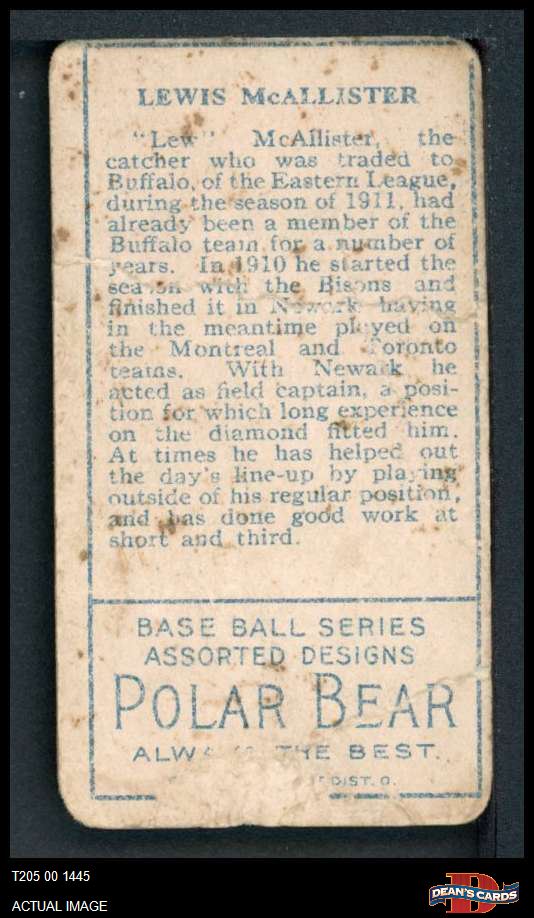 LEWIS McALLISTER
"Lew" McAllister, the
catcher who was traded to
Buffalo, of the Eastern League,
during the season of 1911, had
already been a member of the
Buffalo team for a number of
years. In 1910 he started the
season with the Bisons and
finished it in Newark having
in the meantime played on
the Montreal and Toronto
teams. With Newark he
acted as field captain, a posi-
tion for which long experience
on the diamond fitted him.
At times he has helped out
the day's line-up by playing
outside of his regular position,
and has done good work at
short and third.
BASE BALL SERIES
ASSORTED DESIGNS
POLAR BEAR
ALWAYS THE BEST.
DIST. O.
T205 00 1445
ACTUAL IMAGE
D
DEAN'S CARDS